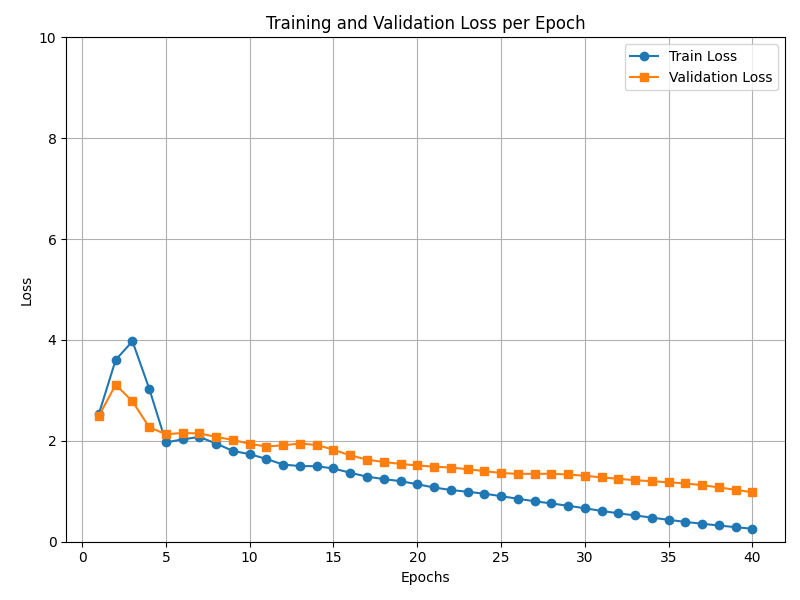 Training and Validation Loss per Epoch
Train Loss
Validation Loss
Loss
10
8
6
4
2
0
0 5 10 15 20 25 30 35 40
Epochs